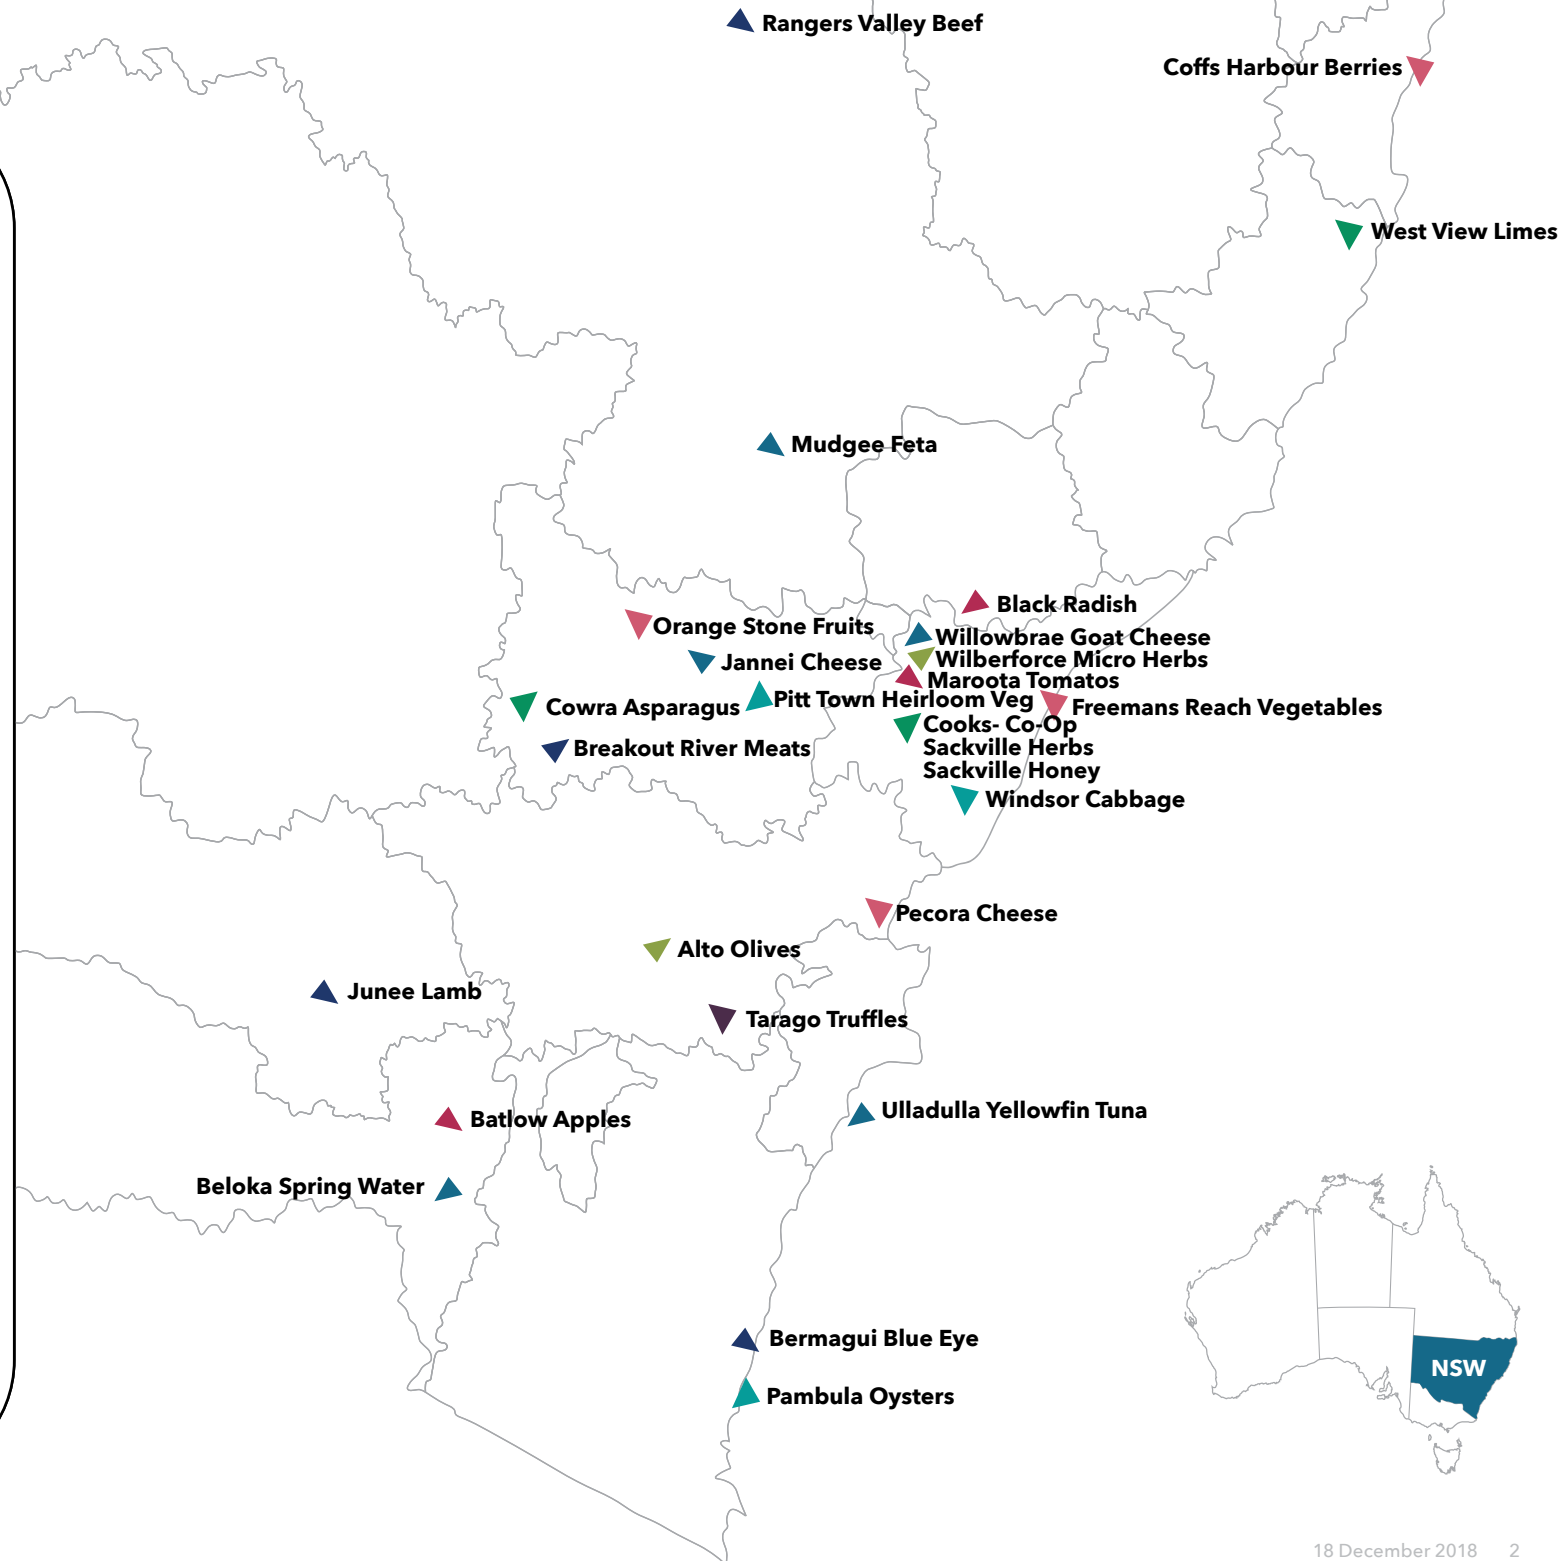 Rangers Valley Beef
Coffs Harbour Berries
West View Limes
Mudgee Feta
Black Radish
Orange Stone Fruits
Willowbrae Goat Cheese
Jannei Cheese
Wilberforce Micro Herbs
Maroota Tomatos
Pitt Town Heirloom Veg
Cowra Asparagus
Freemans Reach Vegetables
Cooks- Co-Op
Sackville Herbs
Sackville Honey
Breakout River Meats
Windsor Cabbage
Pecora Cheese
Alto Olives
Junee Lamb
Tarago Truffles
Ulladulla Yellowfin Tuna
Batlow Apples
Beloka Spring Water
Bermagui Blue Eye
NSW
Pambula Oysters
18 December 2018 2